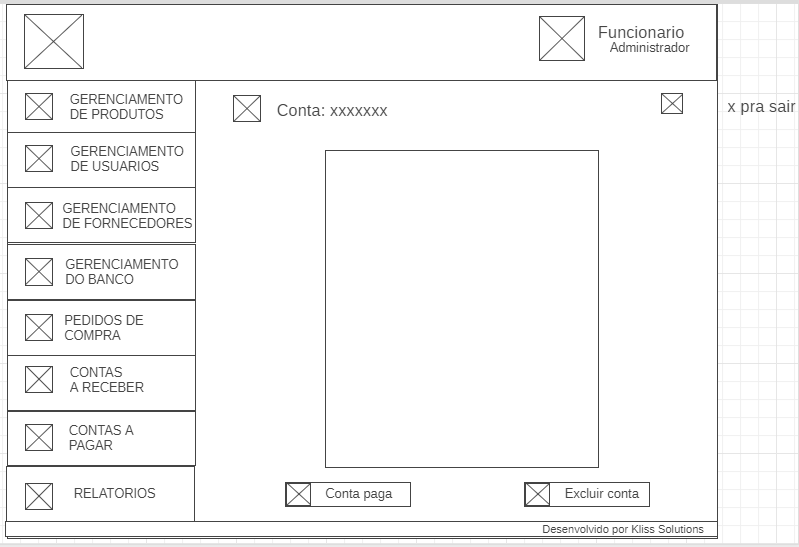 Funcionario
Administrador
GERENCIAMENTO
DE PRODUTOS
Conta: xxxxxxx
x pra sair
GERENCIAMENTO
DE USUARIOS
GERENCIAMENTO
DE FORNECEDORES
GERENCIAMENTO
DO BANCO
PEDIDOS DE
COMPRA
CONTAS
A RECEBER
CONTAS A
PAGAR
RELATORIOS
Conta paga
Excluir conta
Desenvolvido por Kliss Solutions